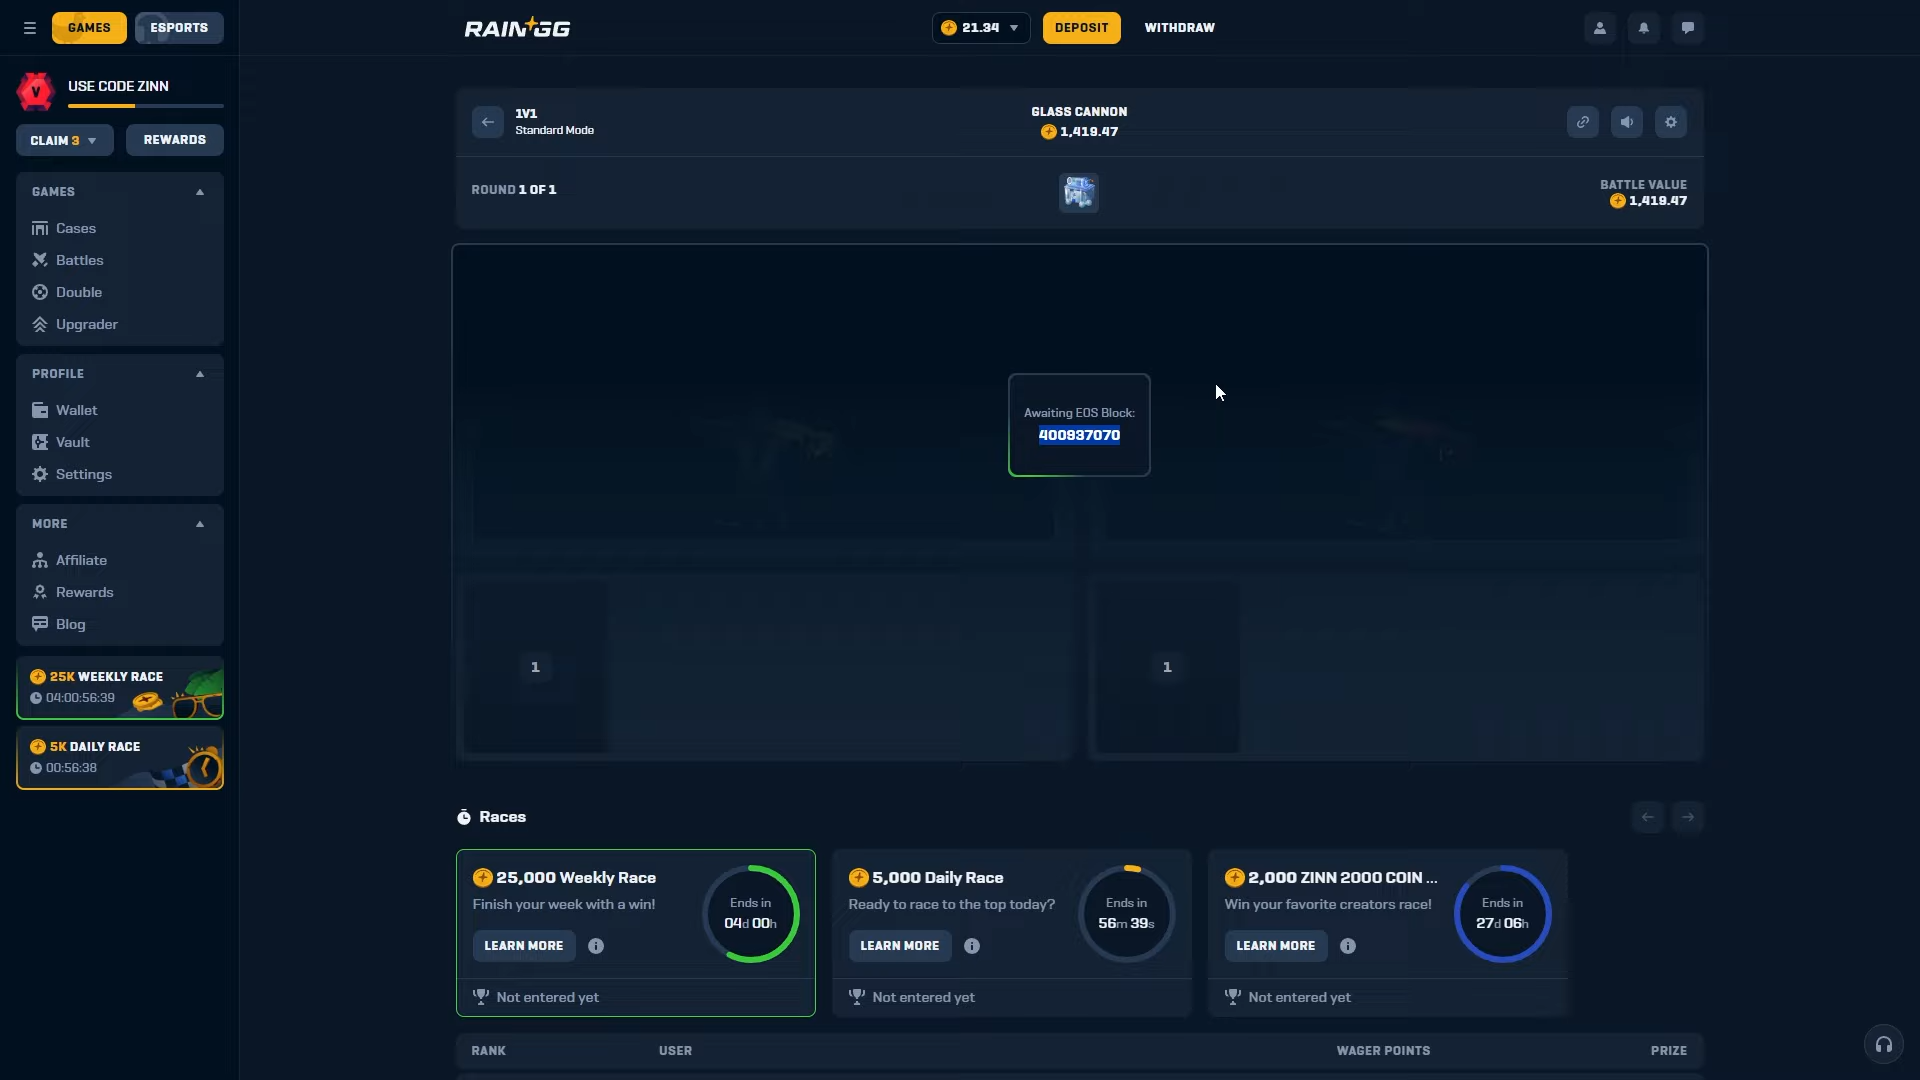 GAMES
ESPORTS
RAIN GG
21.34
DEPOSIT
WITHDRAW
V
USE CODE ZINN
CLAIM 3
REWARDS
GAMES
Cases
Battles
Double
Upgrader
PROFILE
Wallet
Vault
Settings
MORE
Affiliate
Rewards
Blog
25K WEEKLY RACE
04:00:56:39
5K DAILY RACE
00:56:38
1V1
Standard Mode
GLASS CANNON
1,419.47
ROUND 1 OF 1
BATTLE VALUE
1,419.47
Awaiting EOS Block:
400937070
1
1
Races
25,000 Weekly Race
Finish your week with a win!
LEARN MORE
Ends in
04d 00h
Not entered yet
5,000 Daily Race
Ready to race to the top today?
LEARN MORE
Ends in
56m 39s
Not entered yet
2,000 ZINN 2000 COIN ...
Win your favorite creators race!
LEARN MORE
Ends in
27d 06h
Not entered yet
RANK
USER
WAGER POINTS
PRIZE